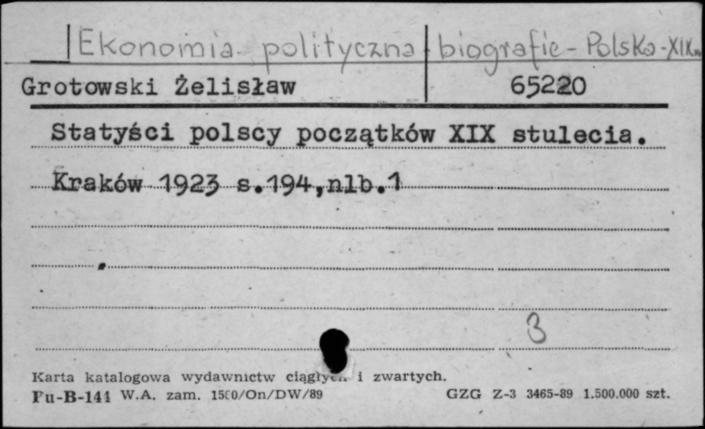 Ekonomia polityczna biografie - Polska - XIX w.
Grotowski Żelisław 65220
Statyści polscy początków XIX stulecia.
Kraków 1923 s.194,nlb.1
3
Karta katalogowa wydawnictw ciągłych i zwartych.
Pu-B-141 W.A. zam. 1500/On/DW/89 GZG Z-3 3465-89 1.500.000 szt.